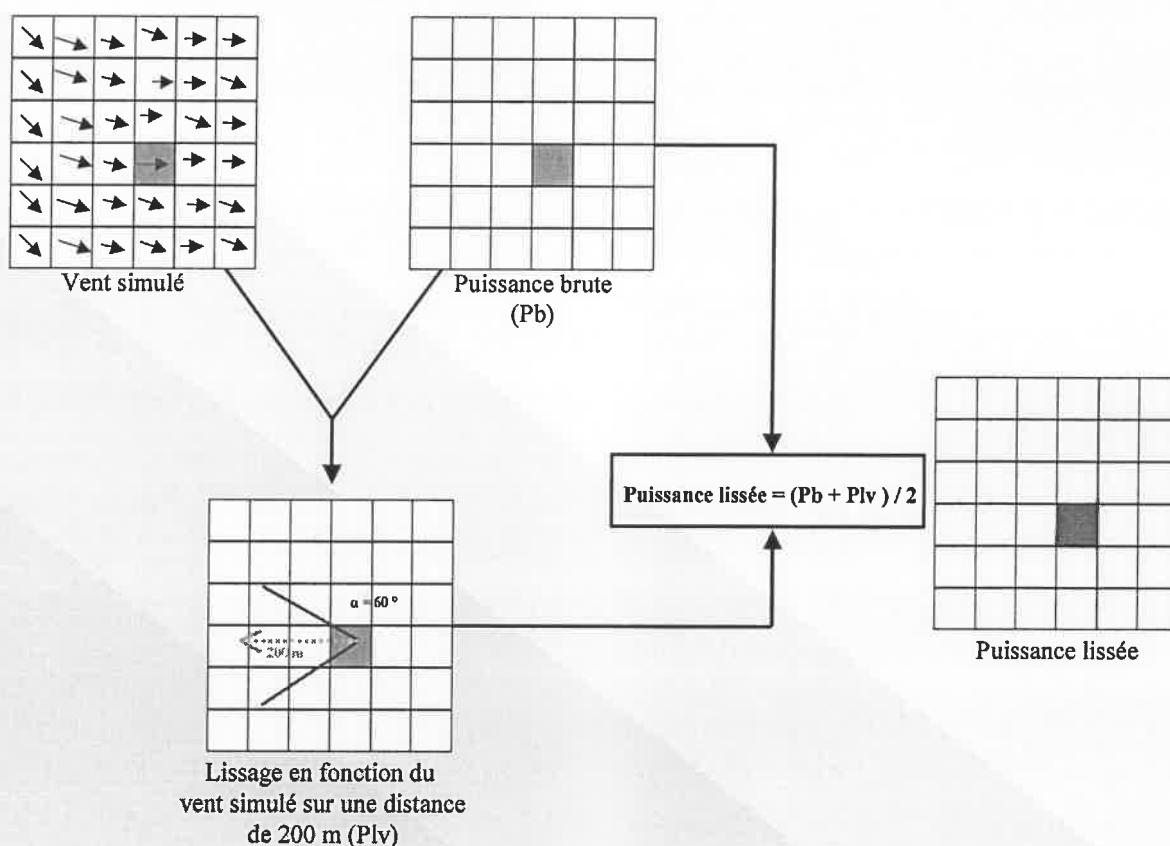 Vent simulé
Puissance brute
(Pb)
Puissance lissée = (Pb + Plv ) / 2
α = 60 °
200 m
Puissance lissée
Lissage en fonction du
vent simulé sur une distance
de 200 m (Plv)